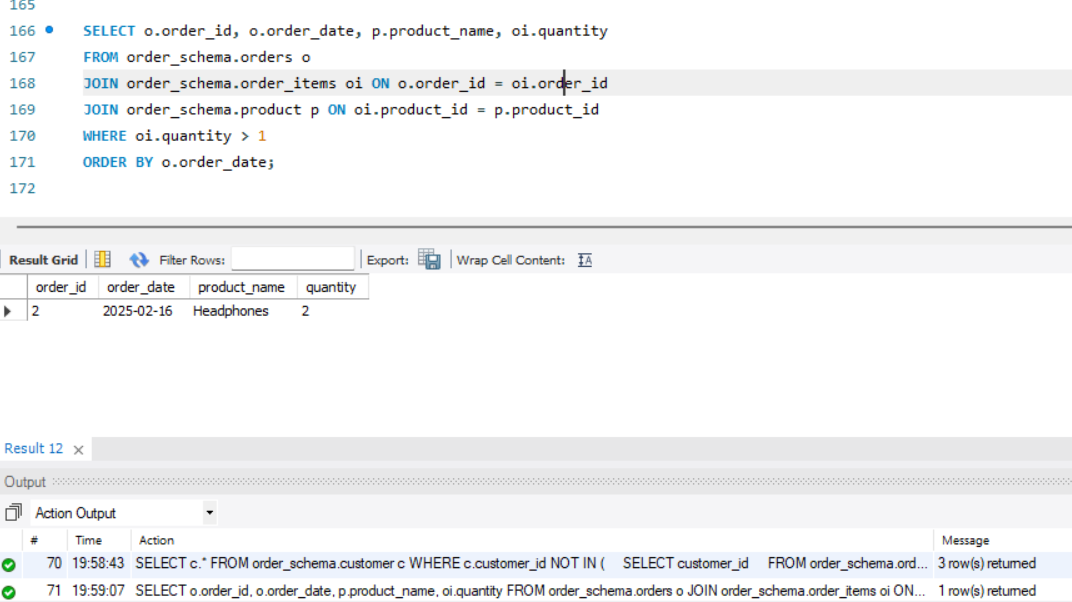 165
166 SELECT o.order_id, o.order_date, p.product_name, oi.quantity
167 FROM order_schema.orders o
168 JOIN order_schema.order_items oi ON o.order_id = oi.order_id
169 JOIN order_schema.product p ON oi.product_id = p.product_id
170 WHERE oi.quantity > 1
171 ORDER BY o.order_date;
172
Result Grid Filter Rows: Export: Wrap Cell Content: IA
order_id order_date product_name quantity
2 2025-02-16 Headphones 2
Result 12
Output
Action Output
# Time Action Message
70 19:58:43 SELECT c.* FROM order_schema.customer c WHERE c.customer_id NOT IN ( SELECT customer_id FROM order_schema.ord... 3 row(s) returned
71 19:59:07 SELECT o.order_id, o.order_date, p.product_name, oi.quantity FROM order_schema.orders o JOIN order_schema.order_items oi ON... 1 row(s) returned